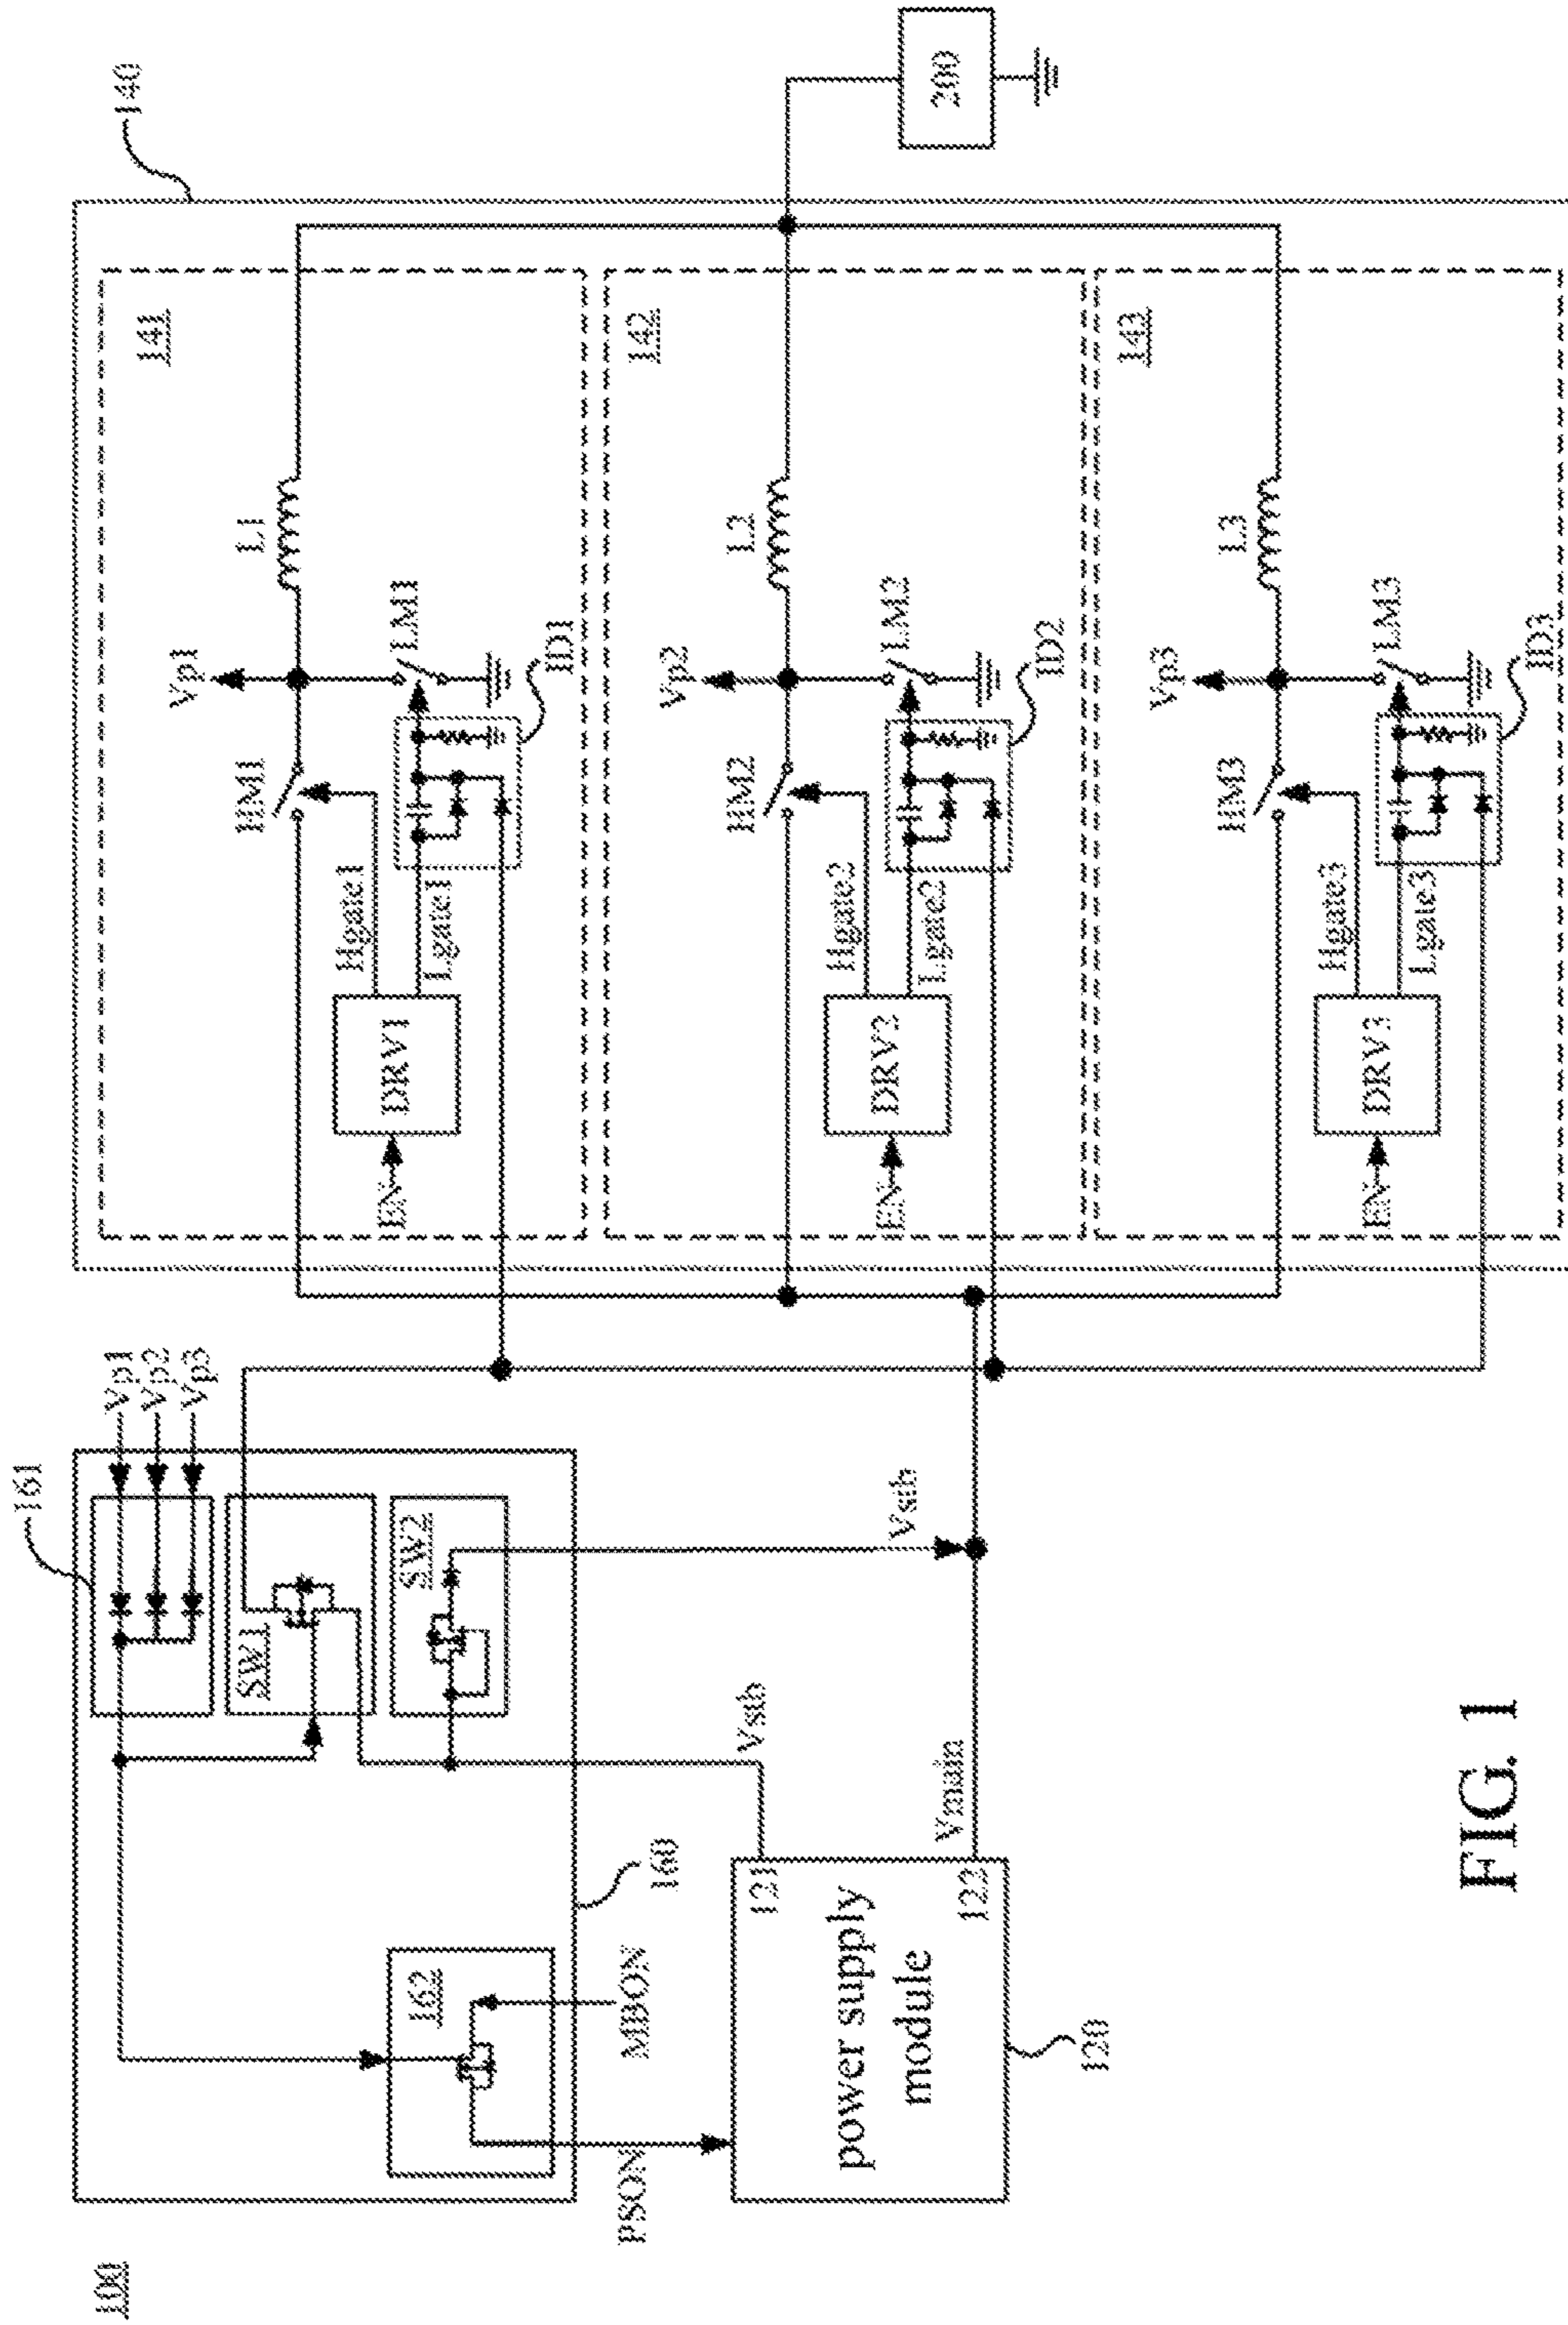 100
161
Vp1
Vp2
Vp3
SW1
SW2
162
MBON
160
PSON
Vstb
Vstb
Vmain
121
122
power supply
module
120
140
141
Vp1
HM1
L1
LM1
Hgate1
Lgate1
DRV1
EN
ID1
142
Vp2
HM2
L2
LM2
Hgate2
Lgate2
DRV2
EN
ID2
143
Vp3
HM3
L3
LM3
Hgate3
Lgate3
DRV3
EN
ID3
200
FIG. 1